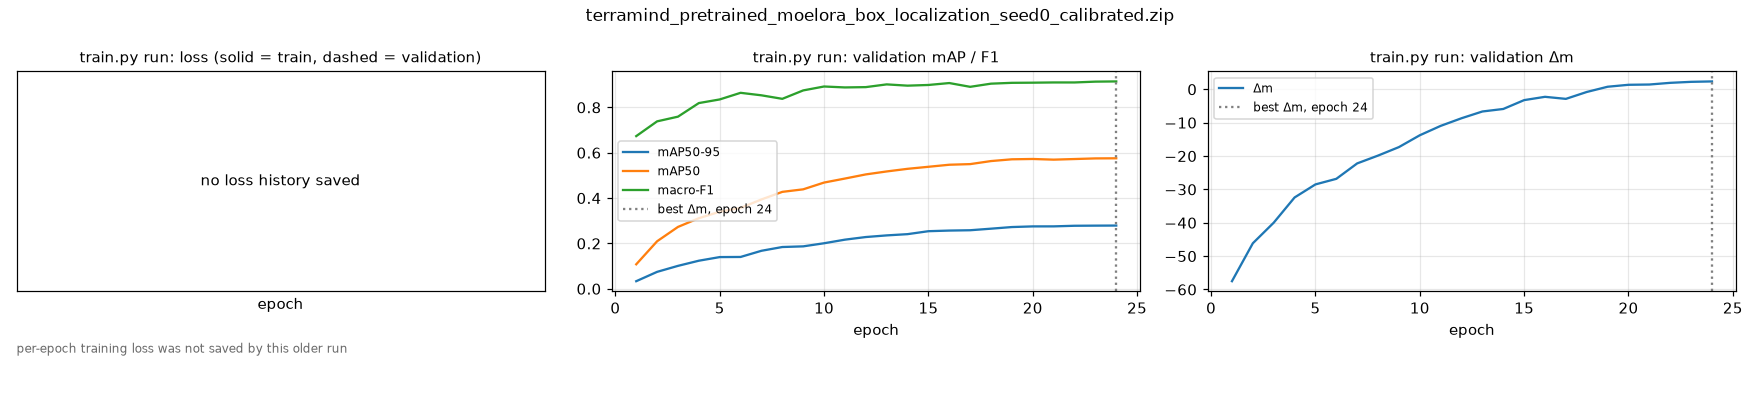 terramind_pretrained_moelora_box_localization_seed0_calibrated.zip
train.py run: loss (solid = train, dashed = validation)
no loss history saved
epoch
per-epoch training loss was not saved by this older run
train.py run: validation mAP / F1
0.8
0.6
0.4
0.2
0.0
mAP50-95
mAP50
macro-F1
best Δm, epoch 24
0 5 10 15 20 25
epoch
train.py run: validation Δm
0
−10
−20
−30
−40
−50
−60
Δm
best Δm, epoch 24
0 5 10 15 20 25
epoch